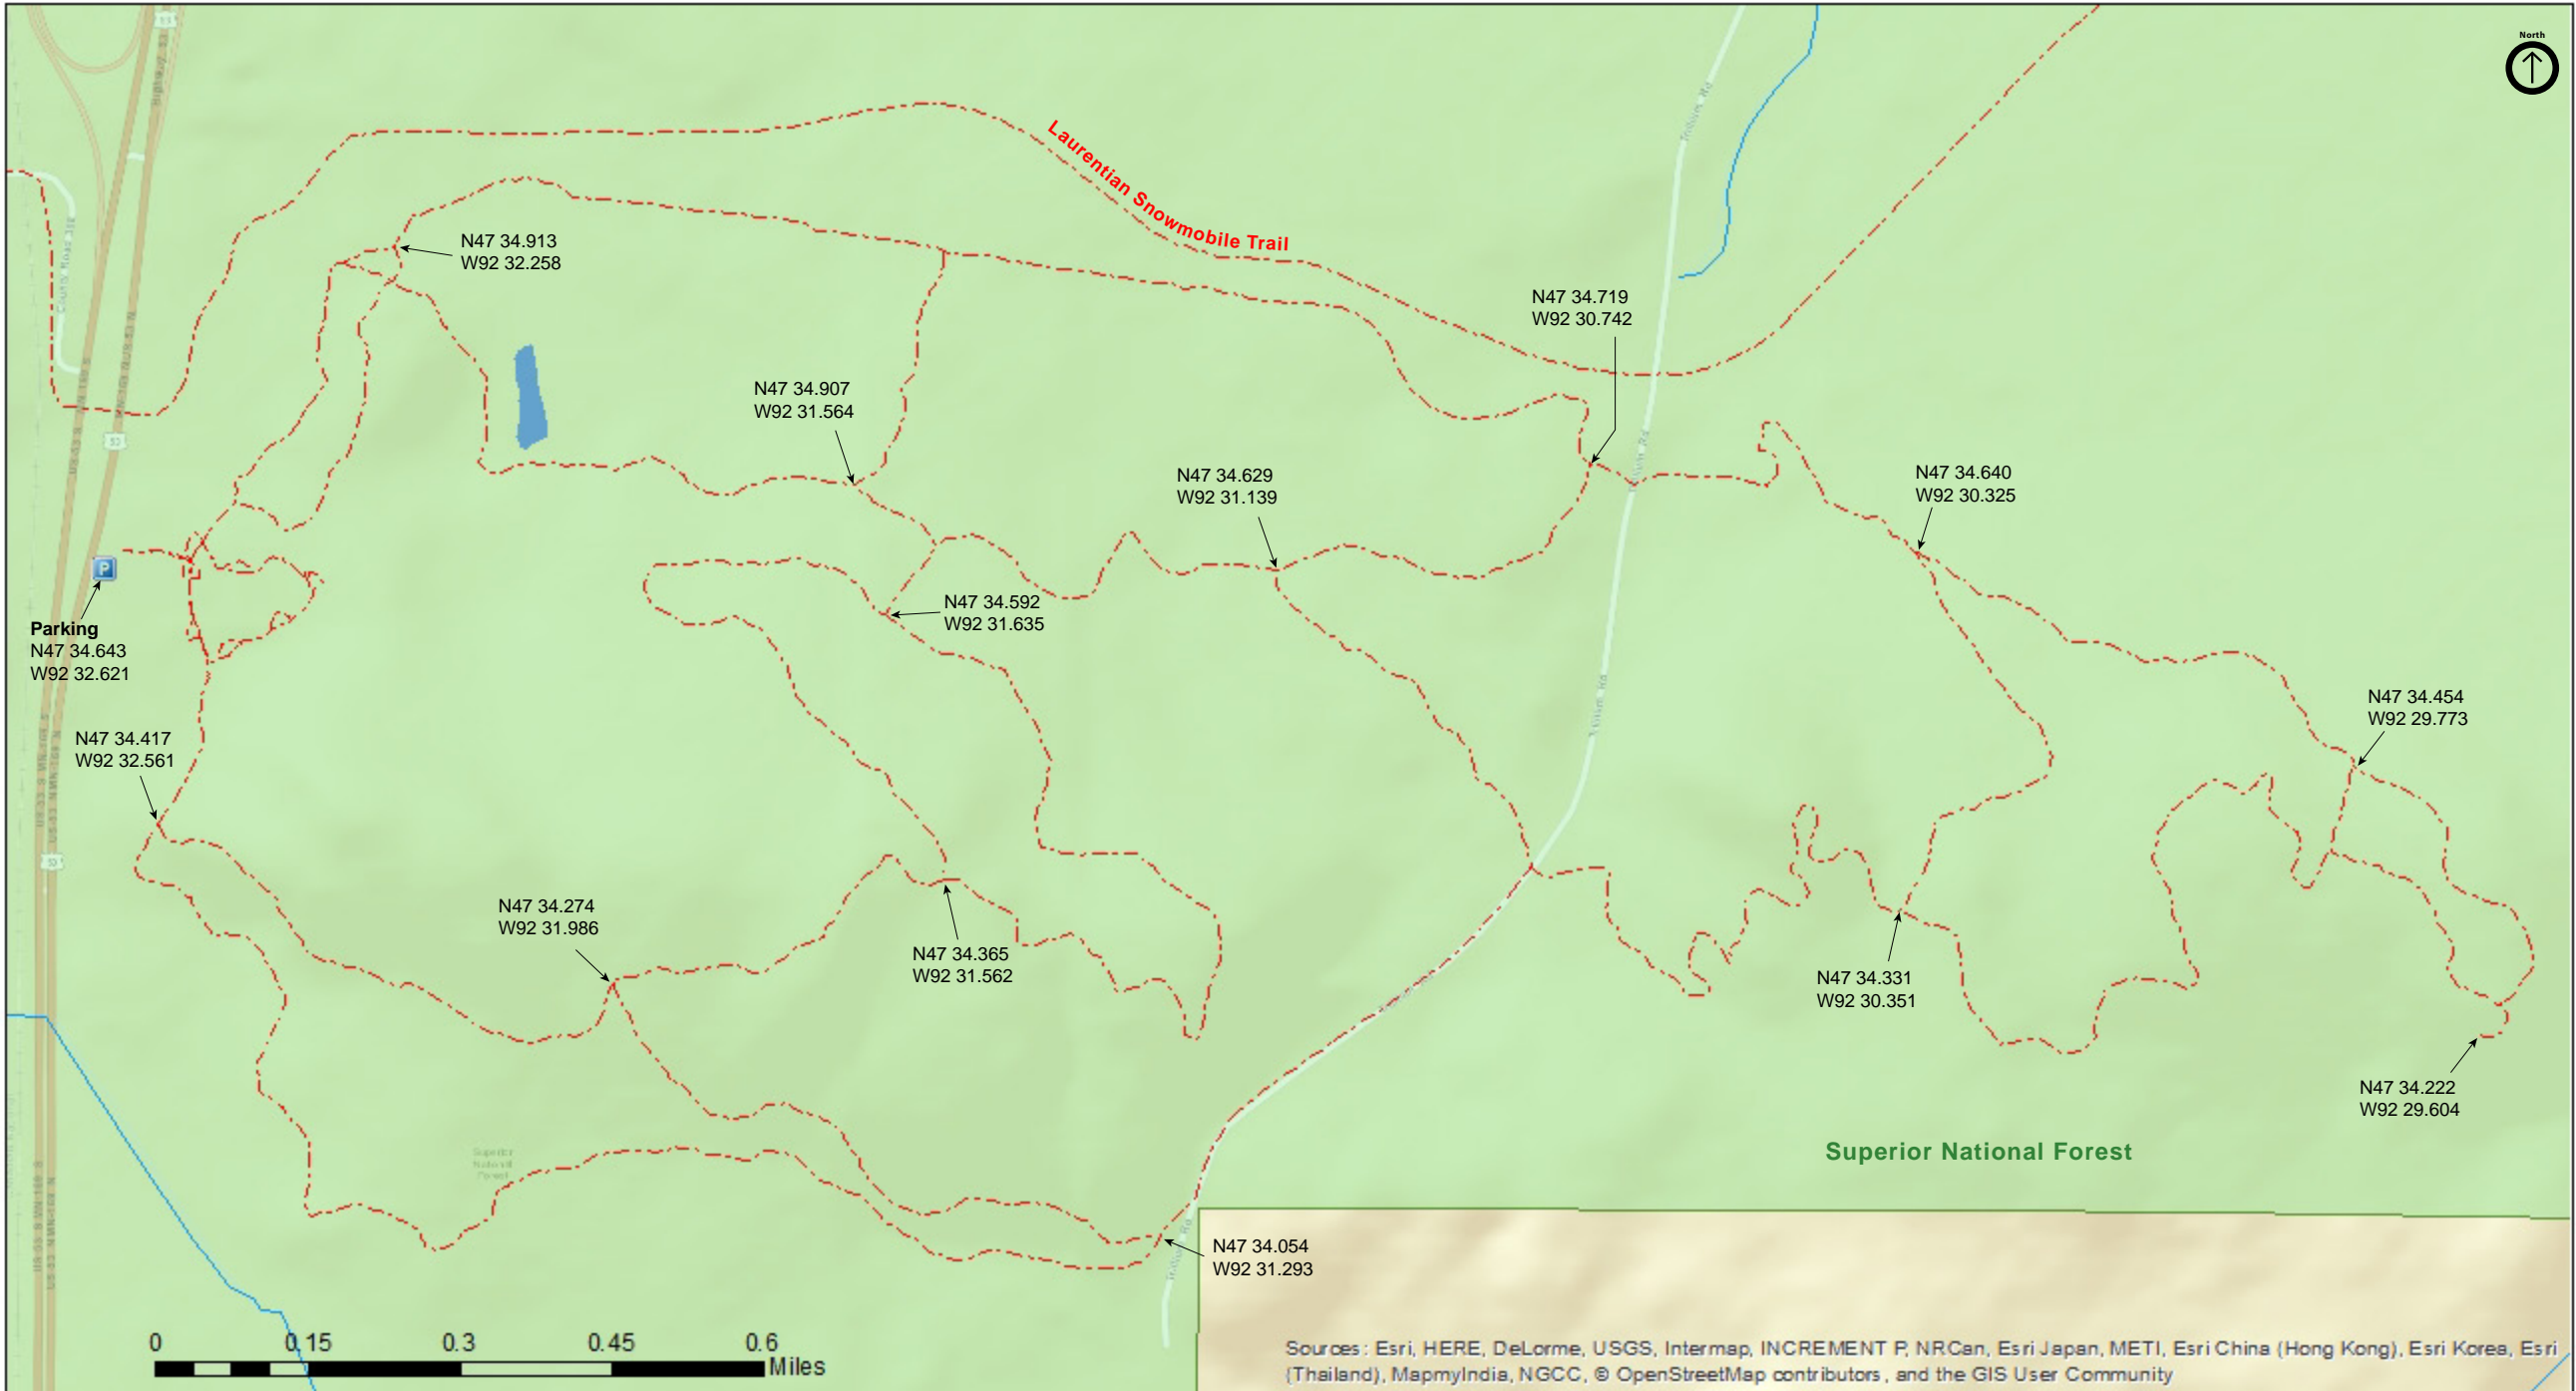 North
53
Laurentian Snowmobile Trail
N47 34.913
W92 32.258
N47 34.719
W92 30.742
N47 34.907
W92 31.564
53
N47 34.629
W92 31.139
N47 34.640
W92 30.325
P
N47 34.592
W92 31.635
Parking
N47 34.643
W92 32.621
N47 34.454
W92 29.773
N47 34.417
W92 32.561
53
N47 34.274
W92 31.986
N47 34.365
W92 31.562
N47 34.331
W92 30.351
N47 34.222
W92 29.604
Superior National Forest
Superior
National
Forest
N47 34.054
W92 31.293
0 0.15 0.3 0.45 0.6
Miles
Sources: Esri, HERE, DeLorme, USGS, Intermap, INCREMENT P, NRCan, Esri Japan, METI, Esri China (Hong Kong), Esri Korea, Esri
(Thailand), MapmyIndia, NGCC, © OpenStreetMap contributors, and the GIS User Community